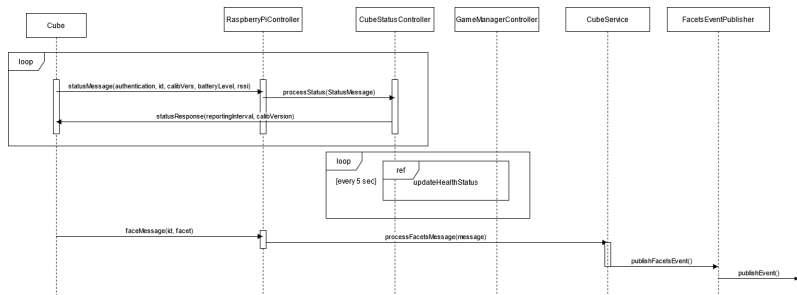 Cube
RaspberryPiController
CubeStatusController
GameManagerController
CubeService
FacetsEventPublisher
loop
statusMessage(authentication, id, calibVers, batteryLevel, rssi)
processStatus(StatusMessage)
statusResponse(reportingInterval, calibVersion)
loop
ref
[every 5 sec]
updateHealthStatus
faceMessage(id, facet)
processFacetsMessage(message)
publishFacetsEvent()
publishEvent()